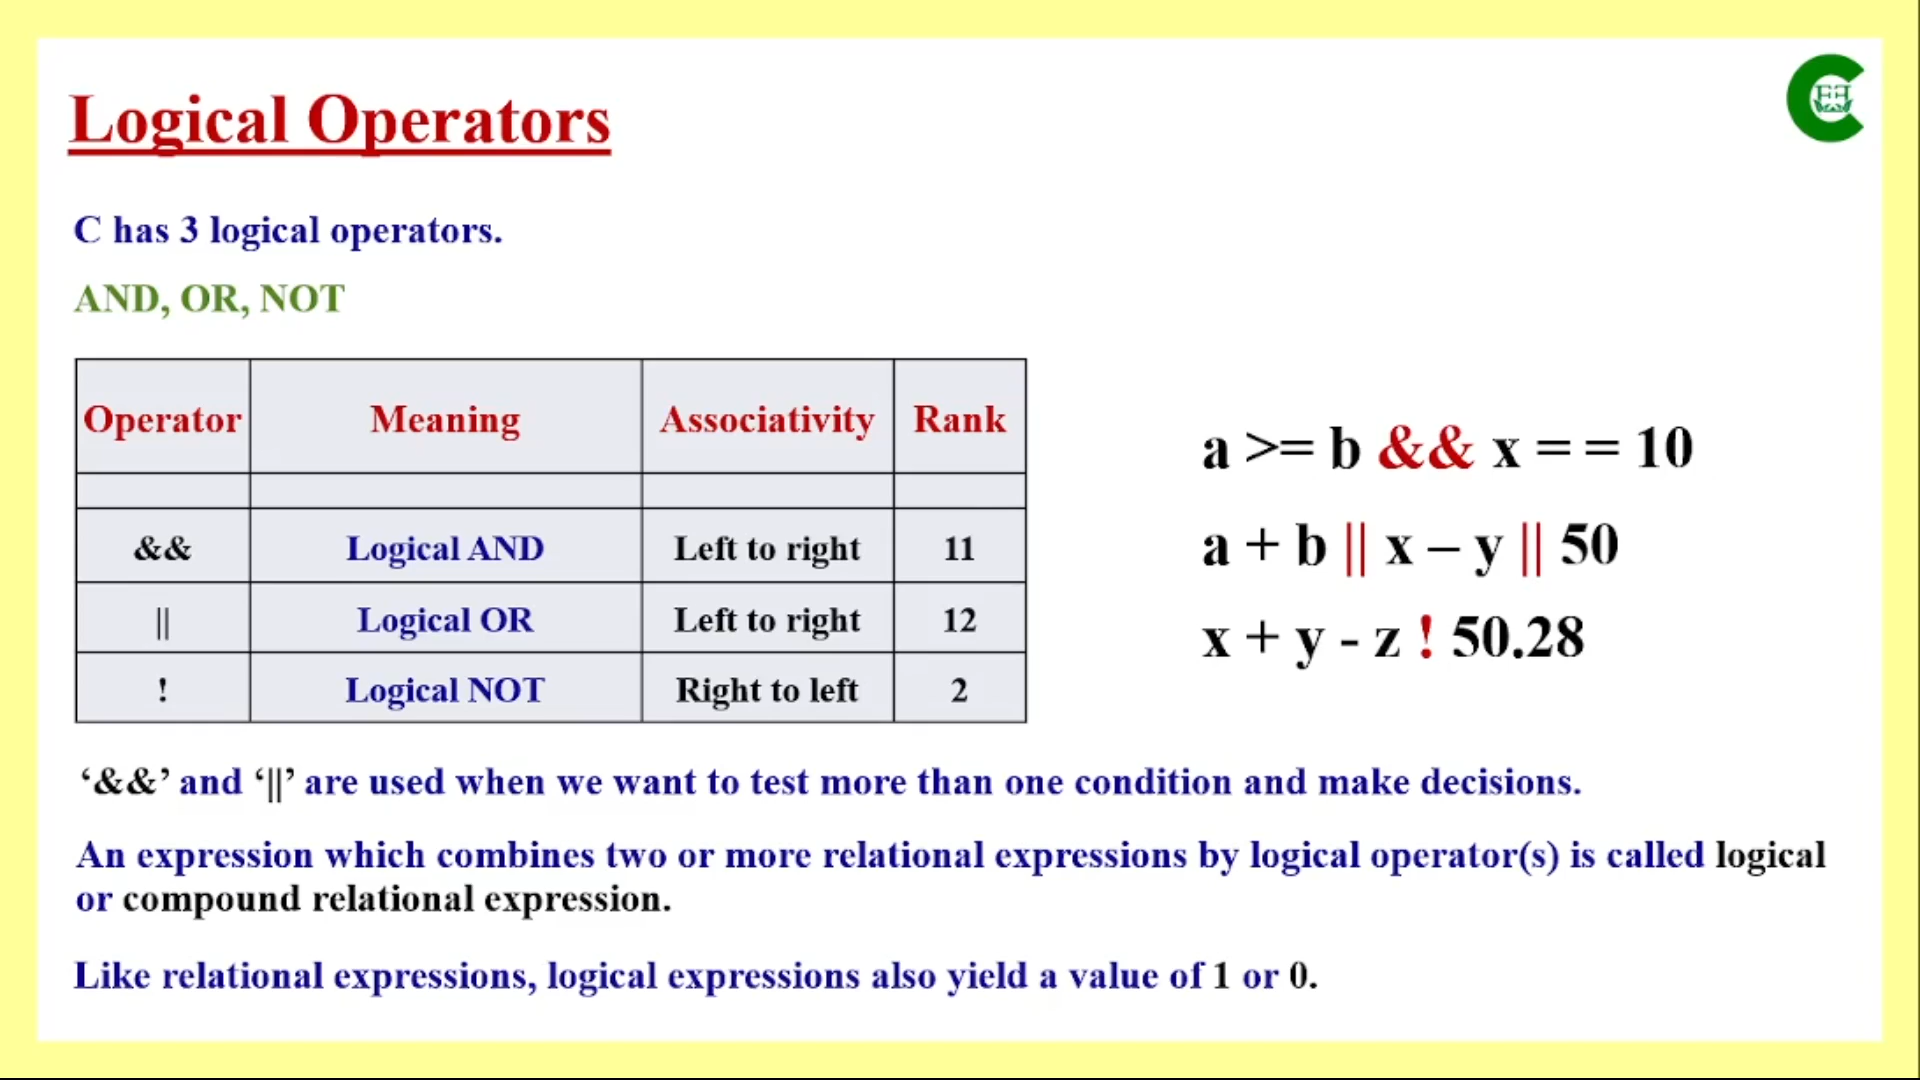 Logical Operators
C has 3 logical operators.
AND, OR, NOT
Operator Meaning Associativity Rank
&& Logical AND Left to right 11
|| Logical OR Left to right 12
! Logical NOT Right to left 2
a >= b && x = = 10
a + b || x – y || 50
x + y - z ! 50.28
‘&&’ and ‘||’ are used when we want to test more than one condition and make decisions.
An expression which combines two or more relational expressions by logical operator(s) is called logical
or compound relational expression.
Like relational expressions, logical expressions also yield a value of 1 or 0.